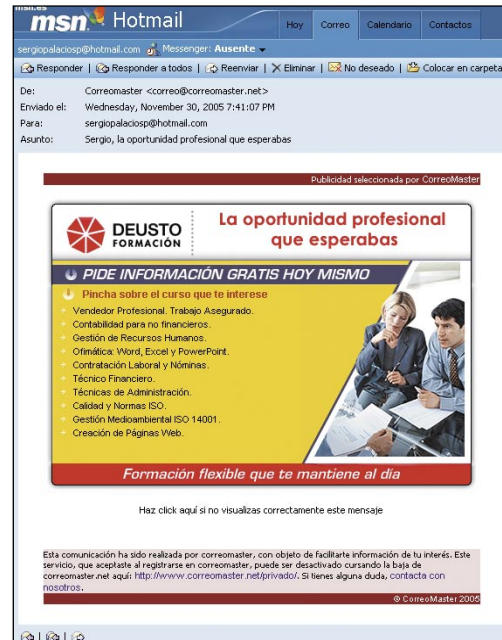 msn.es
msn Hotmail
Hoy Correo Calendario Contactos
sergiopalaciosp@hotmail.com Messenger: Ausente
Responder | Responder a todos | Reenviar | Eliminar | No deseado | Colocar en carpeta
De: Correomaster <correo@correomaster.net>
Enviado el: Wednesday, November 30, 2005 7:41:07 PM
Para: sergiopalaciosp@hotmail.com
Asunto: Sergio, la oportunidad profesional que esperabas
Publicidad seleccionada por CorreoMaster
DEUSTO
FORMACIÓN
La oportunidad profesional
que esperabas
PIDE INFORMACIÓN GRATIS HOY MISMO
Pincha sobre el curso que te interese
Vendedor Profesional. Trabajo Asegurado.
Contabilidad para no financieros.
Gestión de Recursos Humanos.
Ofimática: Word, Excel y PowerPoint.
Contratación Laboral y Nóminas.
Técnico Financiero.
Técnicas de Administración.
Calidad y Normas ISO.
Gestión Medioambiental ISO 14001.
Creación de Páginas Web.
Formación flexible que te mantiene al día
Haz click aquí si no visualizas correctamente este mensaje
Esta comunicación ha sido realizada por correomaster, con objeto de facilitarte información de tu interés. Este
servicio, que aceptaste al registrarse en correomaster, puede ser desactivado cursando la baja de
correomaster.net aquí: http://www.correomaster.net/privado/. Si tienes alguna duda, contacta con
nosotros.
© CorreoMaster 2005